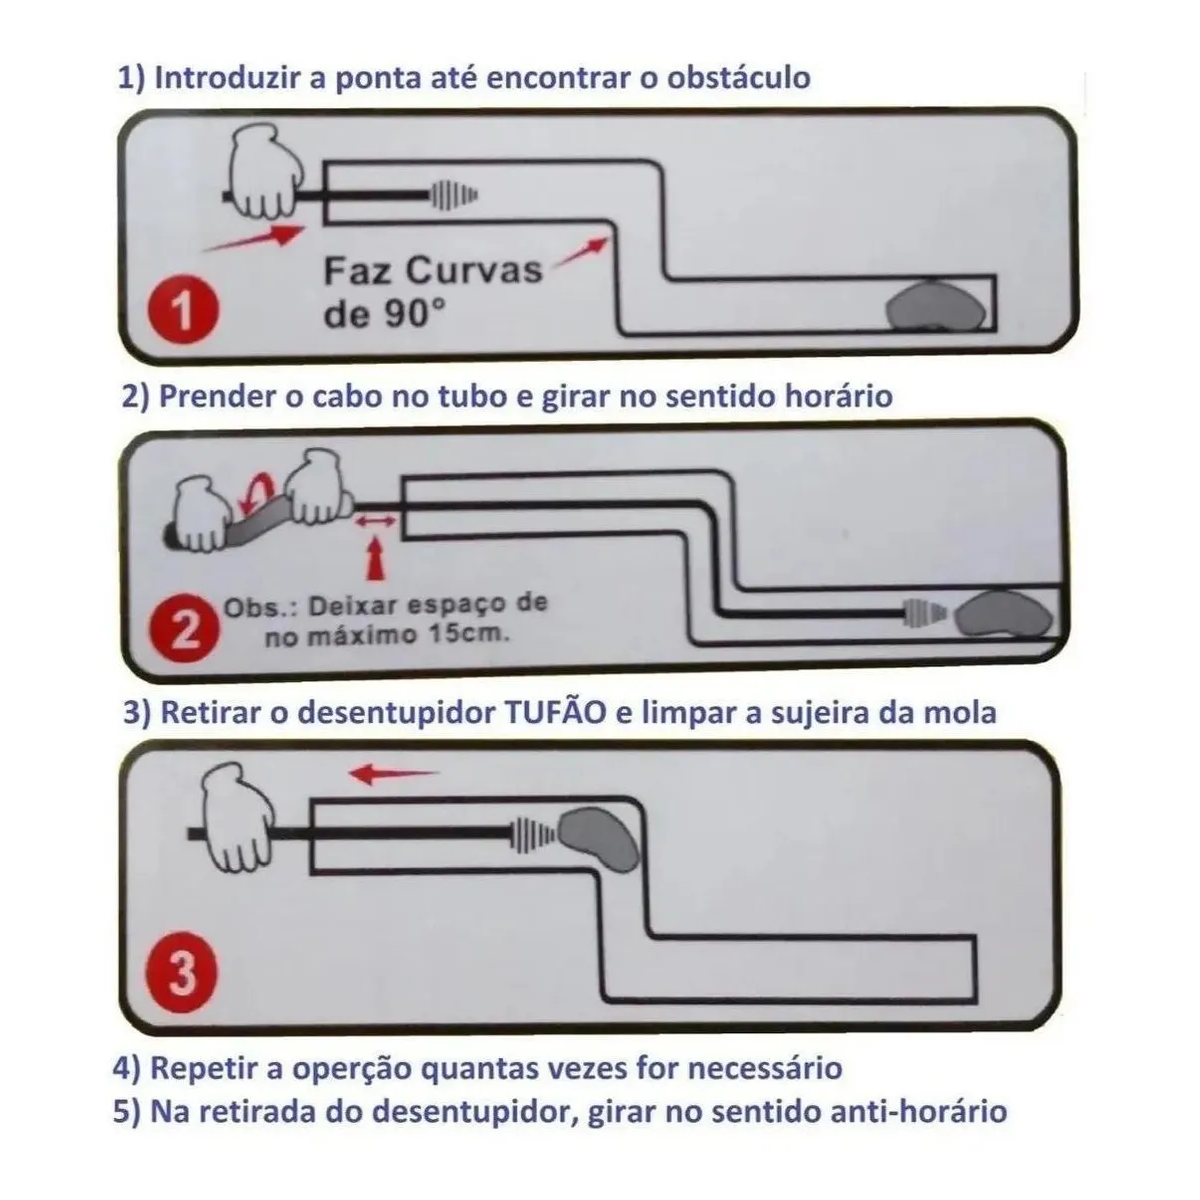 1) Introduzir a ponta até encontrar o obstáculo
Faz Curvas
de 90°
1
2) Prender o cabo no tubo e girar no sentido horário
2
Obs.: Deixar espaço de
no máximo 15cm.
3) Retirar o desentupidor TUFÃO e limpar a sujeira da mola
3
4) Repetir a operção quantas vezes for necessário
5) Na retirada do desentupidor, girar no sentido anti-horário